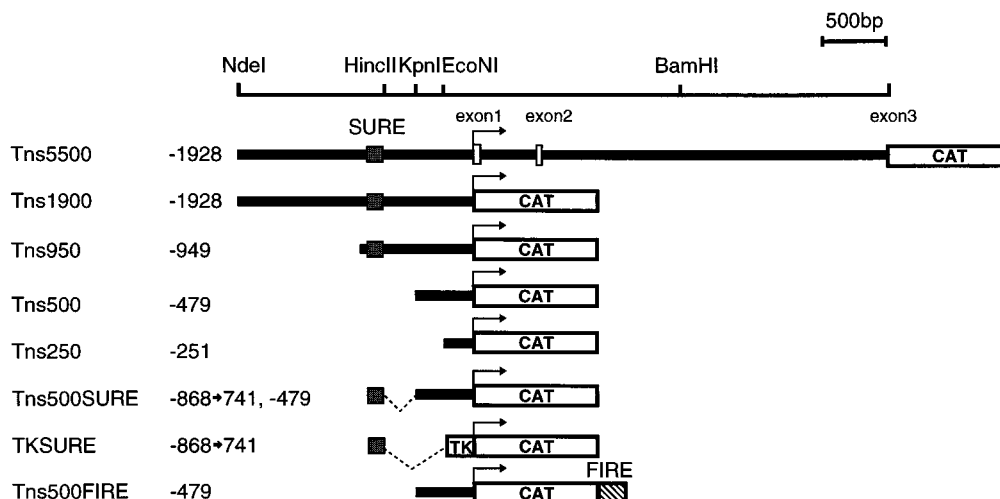 500bp
NdeI HincII KpnI EcoNI BamHI
exon1 exon2 exon3
SURE
Tns5500 -1928 CAT
Tns1900 -1928 CAT
Tns950 -949 CAT
Tns500 -479 CAT
Tns250 -251 CAT
Tns500SURE -868→741, -479 CAT
TKSURE -868→741 TK CAT
FIRE
Tns500FIRE -479 CAT